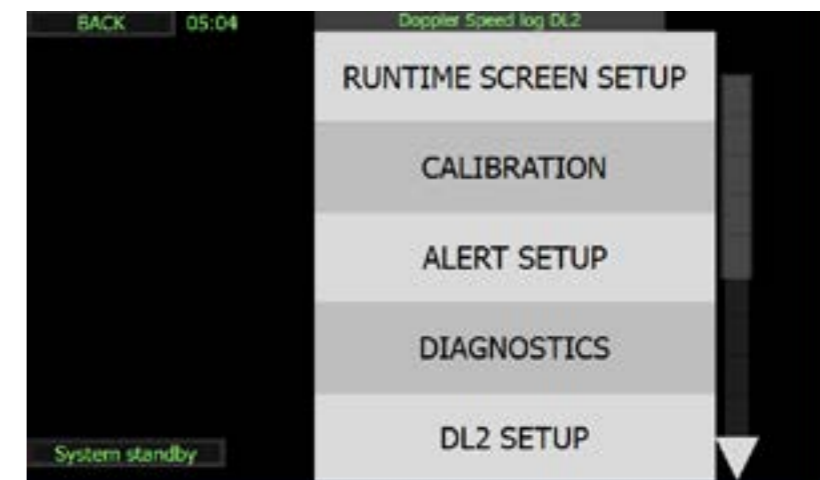 BACK 05:04 Doppler Speed log DL2
RUNTIME SCREEN SETUP
CALIBRATION
ALERT SETUP
DIAGNOSTICS
DL2 SETUP
System standby